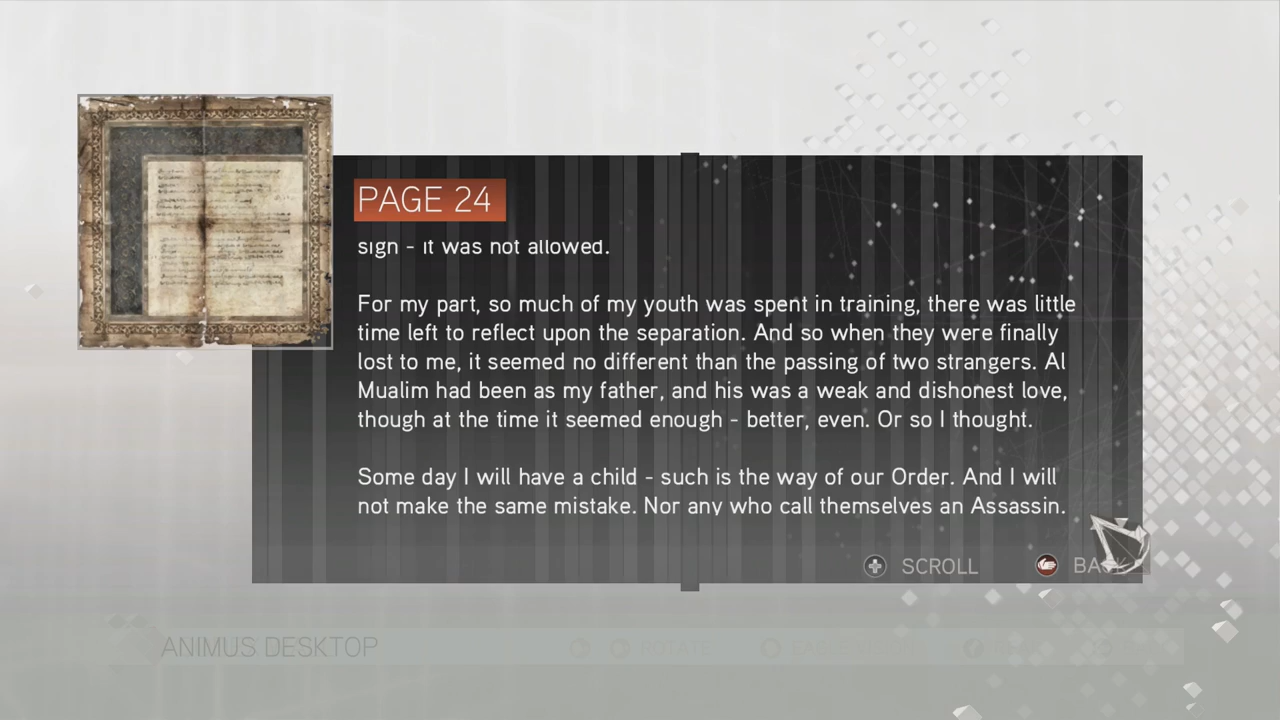 PAGE 24
sign - it was not allowed.
For my part, so much of my youth was spent in training, there was little
time left to reflect upon the separation. And so when they were finally
lost to me, it seemed no different than the passing of two strangers. Al
Mualim had been as my father, and his was a weak and dishonest love,
though at the time it seemed enough - better, even. Or so I thought.
Some day I will have a child - such is the way of our Order. And I will
not make the same mistake. Nor any who call themselves an Assassin.
SCROLL
BACK
ANIMUS DESKTOP
ROTATE